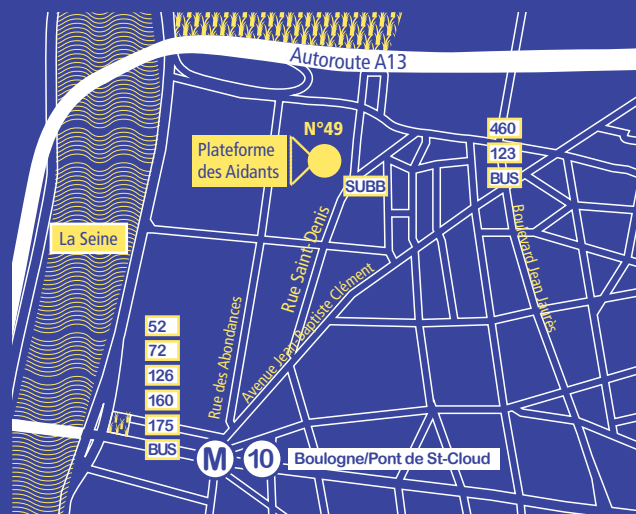 Autoroute A13
N°49
Plateforme
des Aidants
460
123
BUS
SUBB
La Seine
Rue Saint-Denis
Boulevard Jean Jaurès
Avenue Jean-Baptiste Clément
Rue des Abondances
52
72
126
160
175
BUS
M 10 Boulogne/Pont de St-Cloud